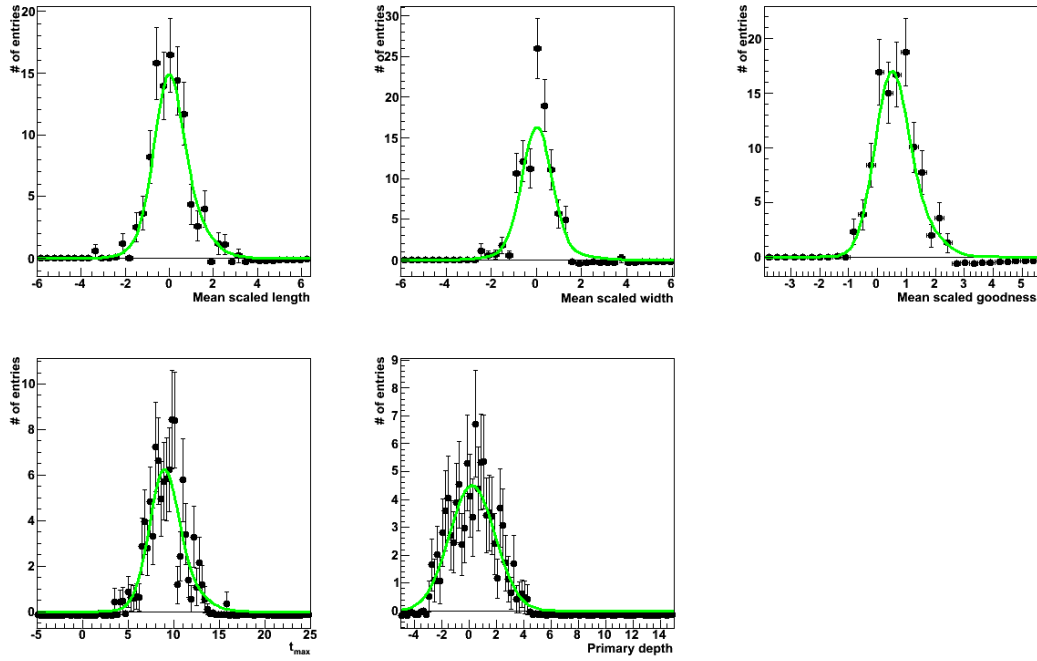 # of entries
20
15
10
5
0
-6 -4 -2 0 2 4 6
Mean scaled length
# of entries
30
25
20
15
10
5
0
-6 -4 -2 0 2 4 6
Mean scaled width
# of entries
20
15
10
5
0
-3 -2 -1 0 1 2 3 4 5
Mean scaled goodness
# of entries
10
8
6
4
2
0
-5 0 5 10 15 20 25
t_max
# of entries
9
8
7
6
5
4
3
2
1
0
-4 -2 0 2 4 6 8 10 12 14
Primary depth